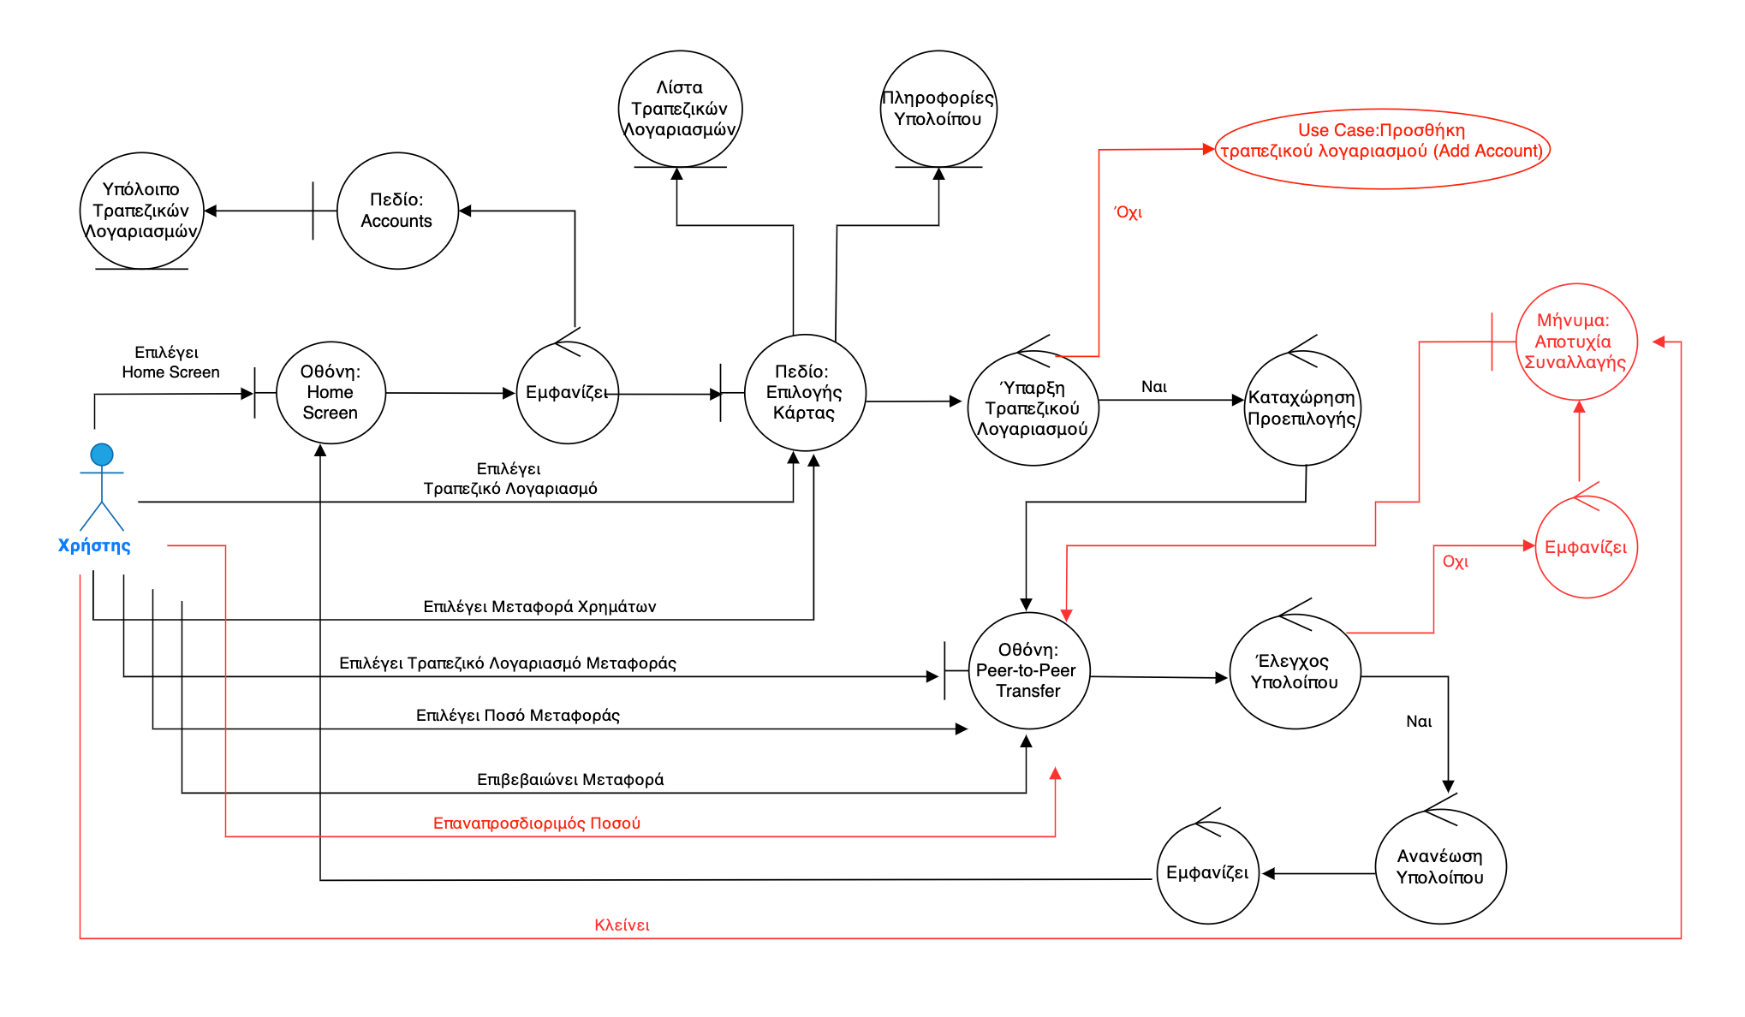 Λίστα
Τραπεζικών
Λογαριασμών
Πληροφορίες
Υπολοίπου
Use Case:Προσθήκη
τραπεζικού λογαριασμού (Add Account)
Υπόλοιπο
Τραπεζικών
Λογαριασμών
Πεδίο:
Accounts
Όχι
Επιλέγει
Home Screen
Οθόνη:
Home
Screen
Εμφανίζει
Πεδίο:
Επιλογής
Κάρτας
Ύπαρξη
Τραπεζικού
Λογαριασμού
Ναι
Καταχώρηση
Προεπιλογής
Μήνυμα:
Αποτυχία
Συναλλαγής
Επιλέγει
Τραπεζικό Λογαριασμό
Χρήστης
Εμφανίζει
Οχι
Επιλέγει Μεταφορά Χρημάτων
Επιλέγει Τραπεζικό Λογαριασμό Μεταφοράς
Οθόνη:
Peer-to-Peer
Transfer
Έλεγχος
Υπολοίπου
Επιλέγει Ποσό Μεταφοράς
Ναι
Επιβεβαιώνει Μεταφορά
Επαναπροσδιοριμός Ποσού
Εμφανίζει
Ανανέωση
Υπολοίπου
Κλείνει